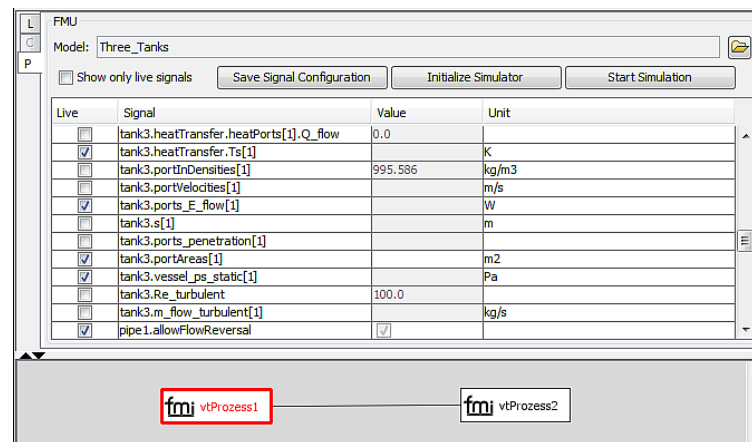 L
C
P
FMU
Model: Three_Tanks
Show only live signals Save Signal Configuration Initialize Simulator Start Simulation
Live Signal Value Unit
tank3.heatTransfer.heatPorts[1].Q_flow 0.0
tank3.heatTransfer.Ts[1] K
tank3.portInDensities[1] 995.586 kg/m3
tank3.portVelocities[1] m/s
tank3.ports_E_flow[1] W
tank3.s[1] m
tank3.ports_penetration[1]
tank3.portAreas[1] m2
tank3.vessel_ps_static[1] Pa
tank3.Re_turbulent 100.0
tank3.m_flow_turbulent[1] kg/s
pipe1.allowFlowReversal
fmi vtProzess1 fmi vtProzess2